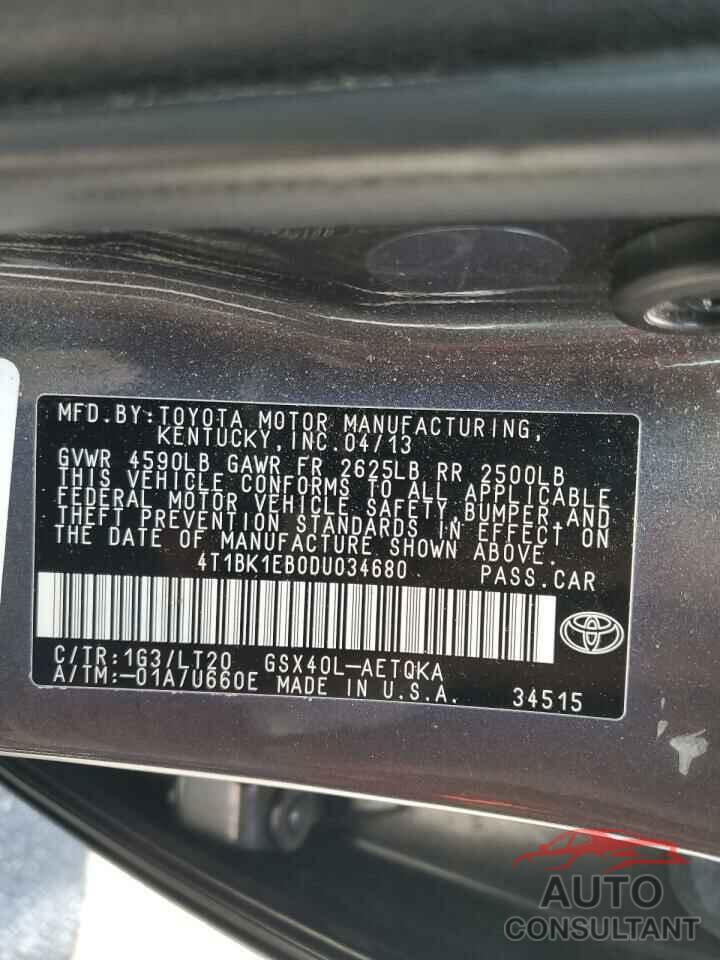 MFD.BY:TOYOTA MOTOR MANUFACTURING,
KENTUCKY,INC.04/13
GVWR 4590LB GAWR FR 2625LB RR 2500LB
THIS VEHICLE CONFORMS TO ALL APPLICABLE
FEDERAL MOTOR VEHICLE SAFETY,BUMPER,AND
THEFT PREVENTION STANDARDS IN EFFECT ON
THE DATE OF MANUFACTURE SHOWN ABOVE.
4T1BK1EB0DU034680 PASS.CAR
C/TR:1G3/LT20 GSX40L-AETQKA
A/TM:-01A/U660E MADE IN U.S.A. 34515
AUTO
CONSULTANT